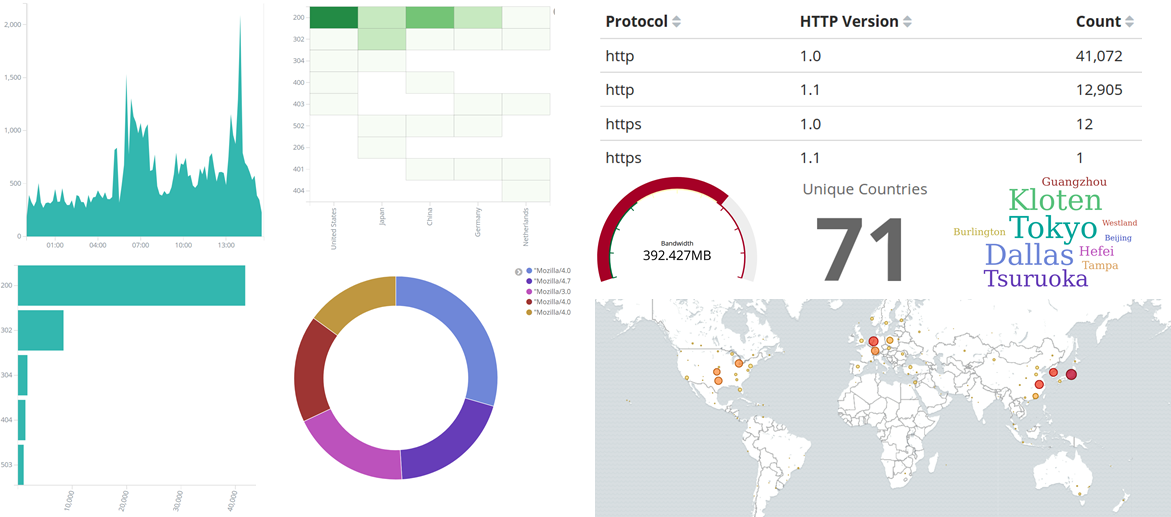 2,000
1,500
1,000
500
0
01:00 04:00 07:00 10:00 13:00
200
302
304
400
403
502
206
401
404
United States
Japan
China
Germany
Netherlands
Protocol HTTP Version Count
http 1.0 41,072
http 1.1 12,905
https 1.0 12
https 1.1 1
Bandwidth
392.427MB
Unique Countries
71
Guangzhou
Kloten
Tokyo
Westland
Burlington
Beijing
Dallas
Hefei
Tampa
Tsuruoka
200
302
304
404
503
10,000
20,000
30,000
40,000
"Mozilla/4.0
"Mozilla/4.7
"Mozilla/3.0
"Mozilla/4.0
"Mozilla/4.0